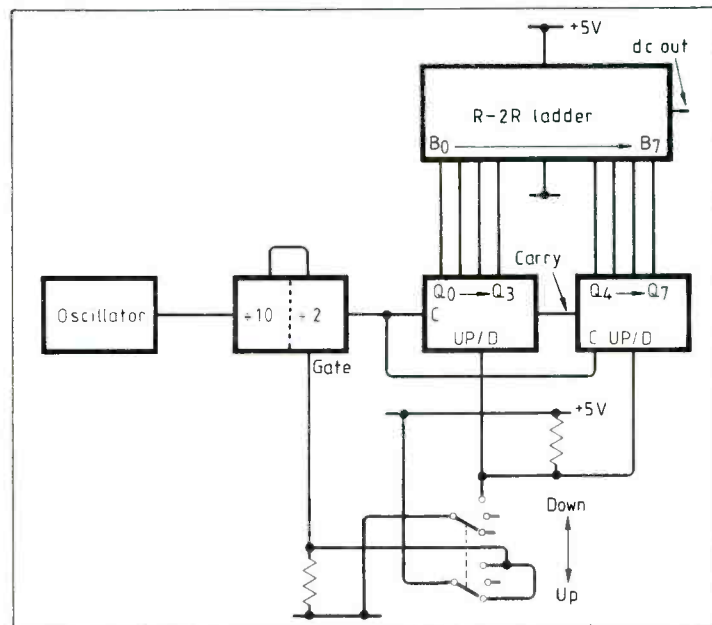 +5V
dc out
R-2R ladder
B0 B7
Carry
Oscillator
÷10 ÷2
Gate
Q0 Q3
C
UP/D
Q4 Q7
C UP/D
+5V
Down
Up